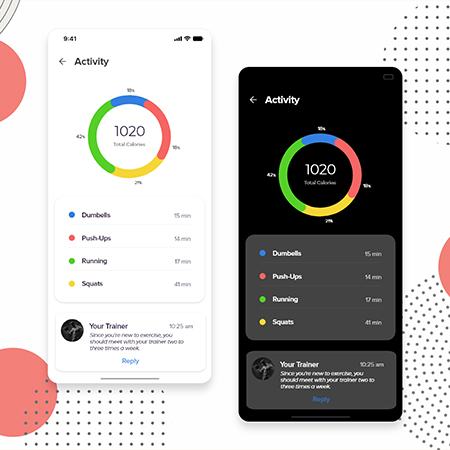 9:41
Activity
18%
42%
1020
Total Calories
18%
21%
Dumbells 15 min
Push-Ups 14 min
Running 17 min
Squats 41 min
Your Trainer 10:25 am
Since you're new to exercise, you
should meet with your trainer two to
three times a week.
Reply
Activity
18%
42%
1020
Total Calories
18%
21%
Dumbells 15 min
Push-Ups 14 min
Running 17 min
Squats 41 min
Your Trainer 10:25 am
Since you're new to exercise, you
should meet with your trainer two to
three times a week.
Reply